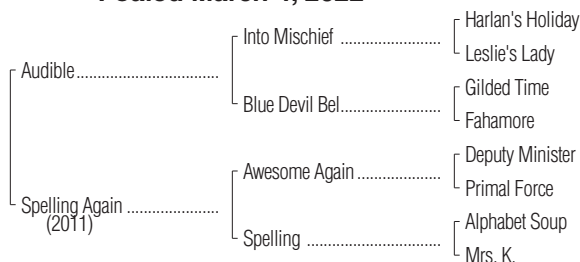 Foaled March 4, 2022
Harlan's Holiday
Into Mischief
Leslie's Lady
Audible
Gilded Time
Blue Devil Bel
Fahamore
Deputy Minister
Awesome Again
Primal Force
Spelling Again
(2011)
Alphabet Soup
Spelling
Mrs. K.